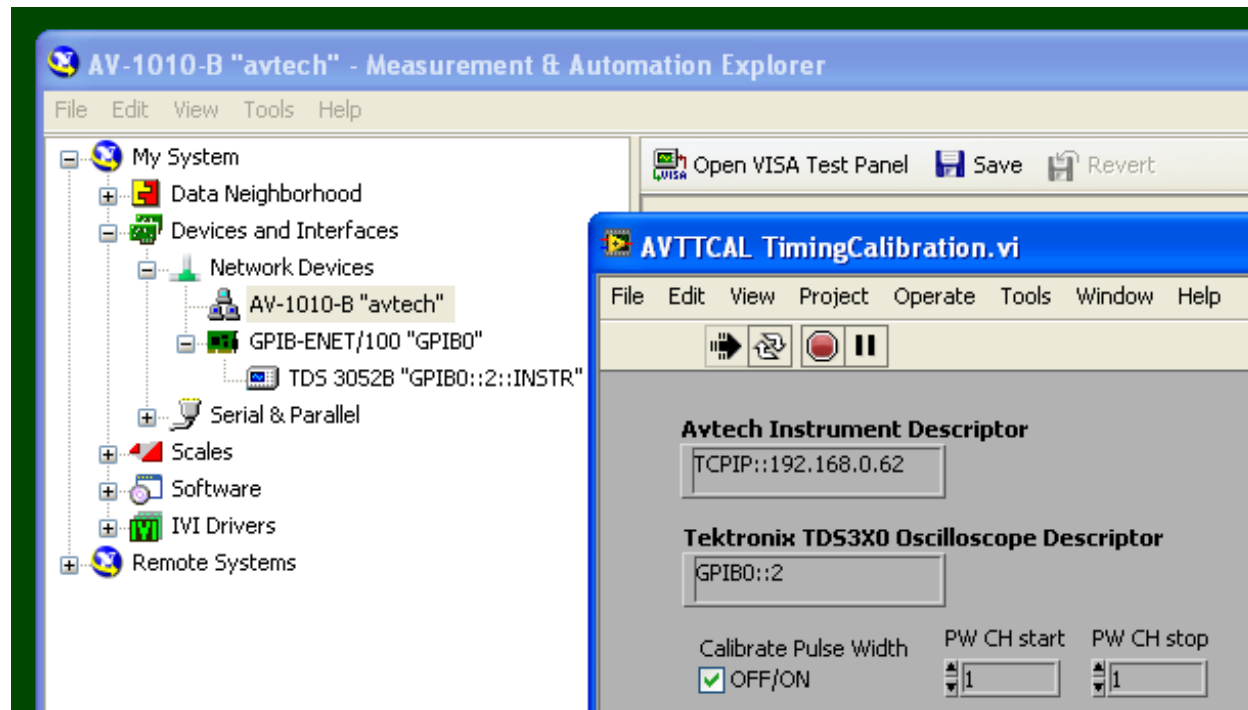 AV-1010-B "avtech" - Measurement & Automation Explorer
File Edit View Tools Help
My System
Data Neighborhood
Devices and Interfaces
Network Devices
AV-1010-B "avtech"
GPIB-ENET/100 "GPIB0"
TDS 3052B "GPIB0::2::INSTR"
Serial & Parallel
Scales
Software
IVI Drivers
Remote Systems
VISA Open VISA Test Panel Save Revert
AVTTCAL TimingCalibration.vi
File Edit View Project Operate Tools Window Help
Avtech Instrument Descriptor
TCPIP::192.168.0.62
Tektronix TDS3X0 Oscilloscope Descriptor
GPIB0::2
Calibrate Pulse Width PW CH start PW CH stop
OFF/ON 1 1